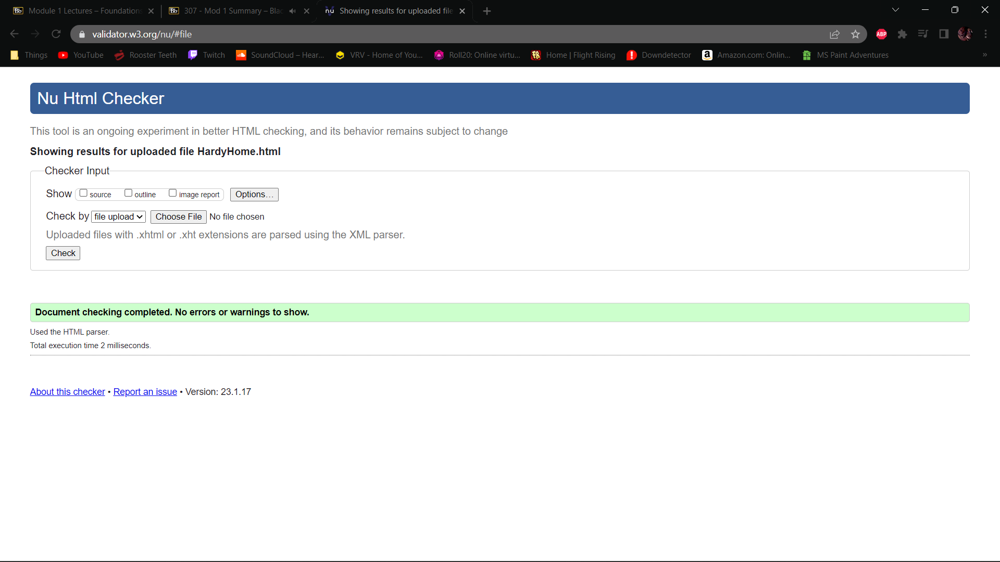 Bb Module 1 Lectures – Foundations
Bb 307 - Mod 1 Summary – Blac
nu Showing results for uploaded file
validator.w3.org/nu/#file
ABP
Things
YouTube
Rooster Teeth
Twitch
SoundCloud – Hear...
VRV - Home of You...
Roll20: Online virtu...
Home | Flight Rising
Downdetector
a Amazon.com: Onlin...
MS Paint Adventures
»
Nu Html Checker
This tool is an ongoing experiment in better HTML checking, and its behavior remains subject to change
Showing results for uploaded file HardyHome.html
Checker Input
Show source outline image report Options...
Check by file upload Choose File No file chosen
Uploaded files with .xhtml or .xht extensions are parsed using the XML parser.
Check
Document checking completed. No errors or warnings to show.
Used the HTML parser.
Total execution time 2 milliseconds.
About this checker • Report an issue • Version: 23.1.17